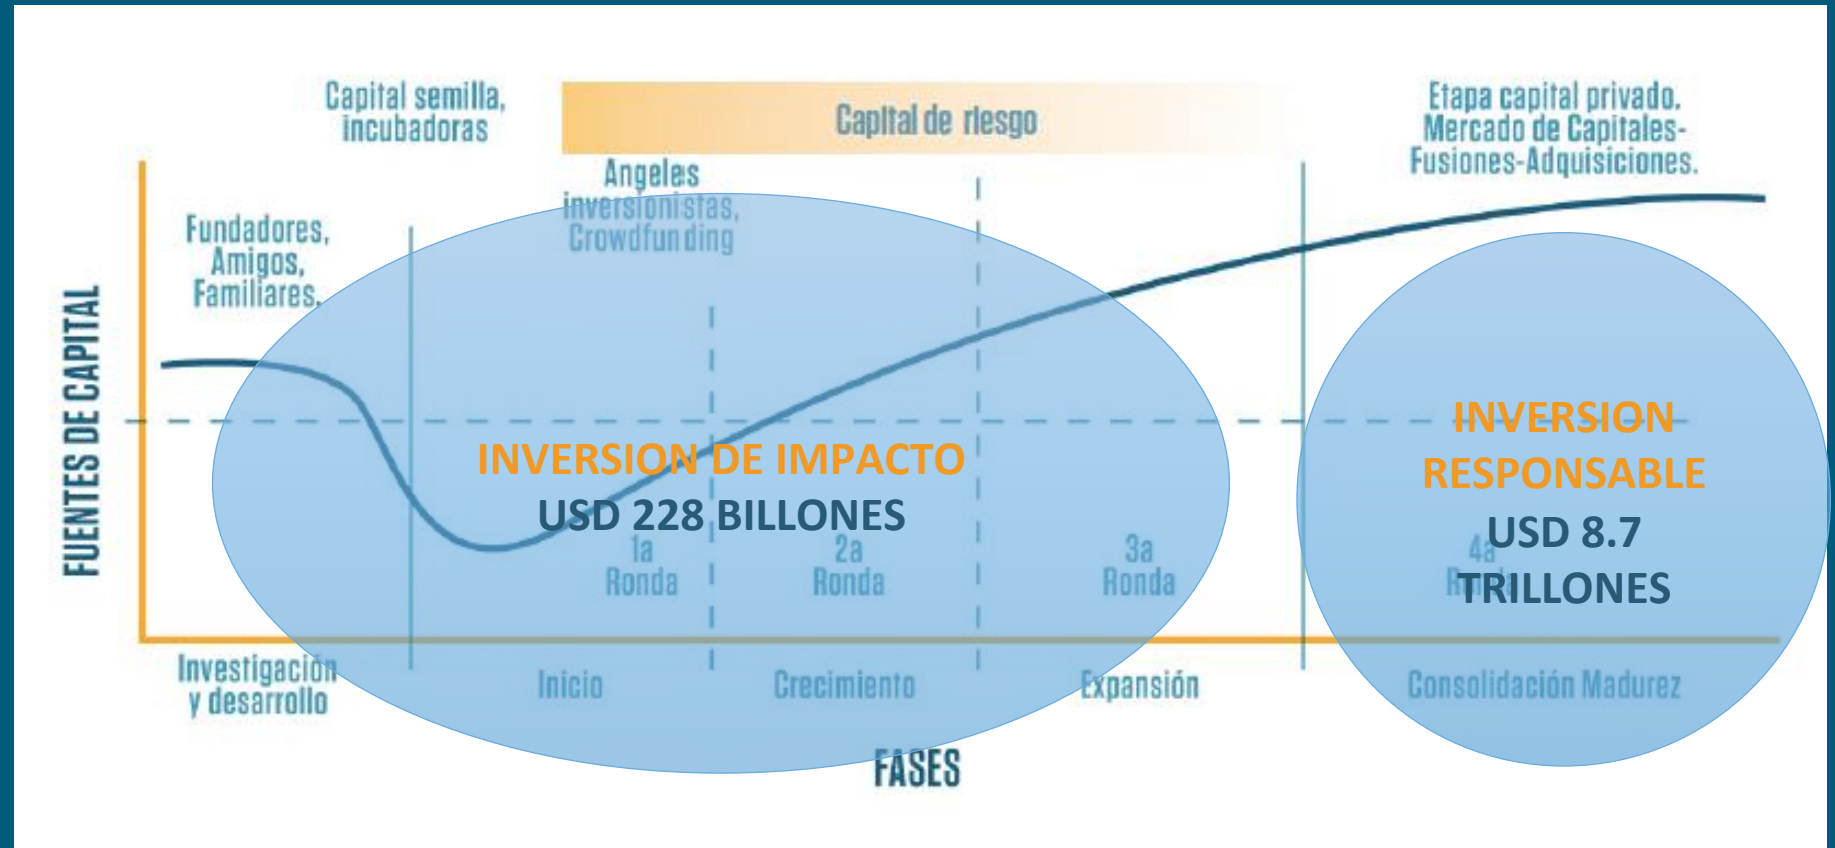 Capital semilla,
incubadoras
Capital de riesgo
Etapa capital privado.
Mercado de Capitales-
Fusiones-Adquisiciones.
Angeles
inversionistas,
Crowdfunding
Fundadores,
Amigos,
Familiares.
FUENTES DE CAPITAL
INVERSION DE IMPACTO
USD 228 BILLONES
INVERSION
RESPONSABLE
USD 8.7
TRILLONES
1a
Ronda
2a
Ronda
3a
Ronda
4a
Ronda
Investigación
y desarrollo
Inicio
Crecimiento
Expansión
Consolidación Madurez
FASES